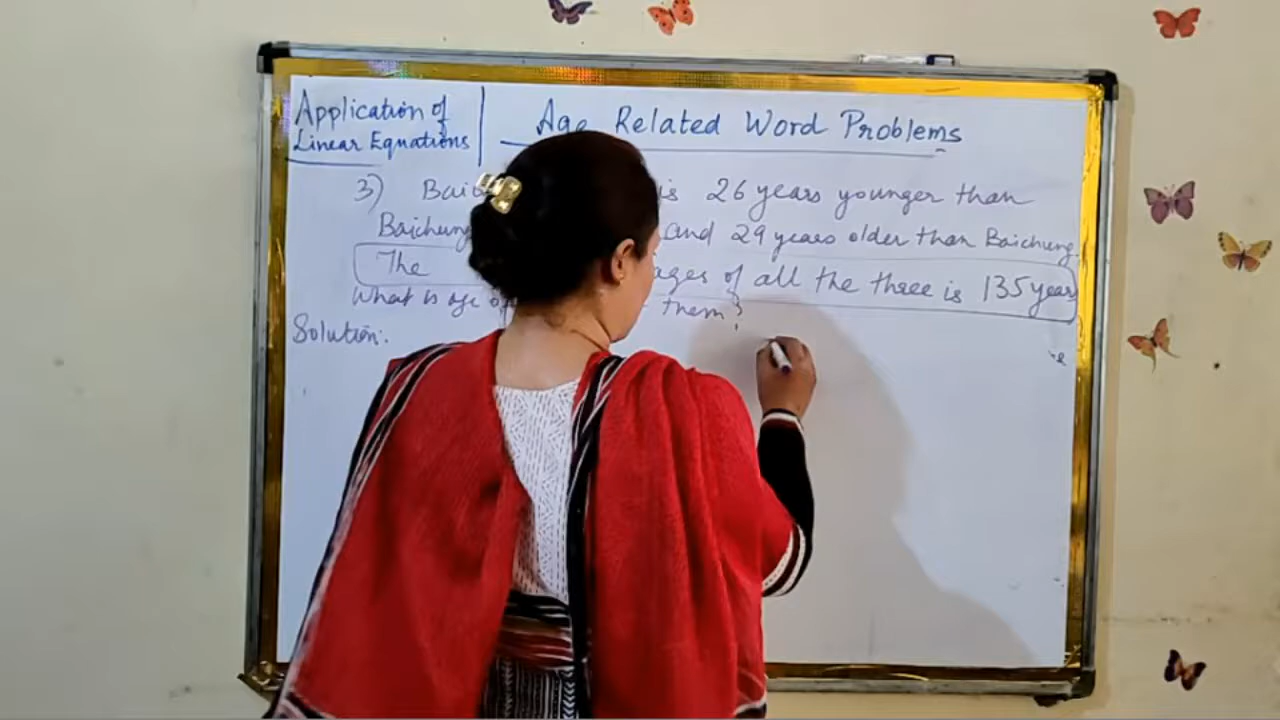 Application of
Linear Equations
Age Related Word Problems
3) is 26 years younger than
Baichung and 29 years older than Baichung.
The ages of all the three is 135 years
What is age of them?
Solution: